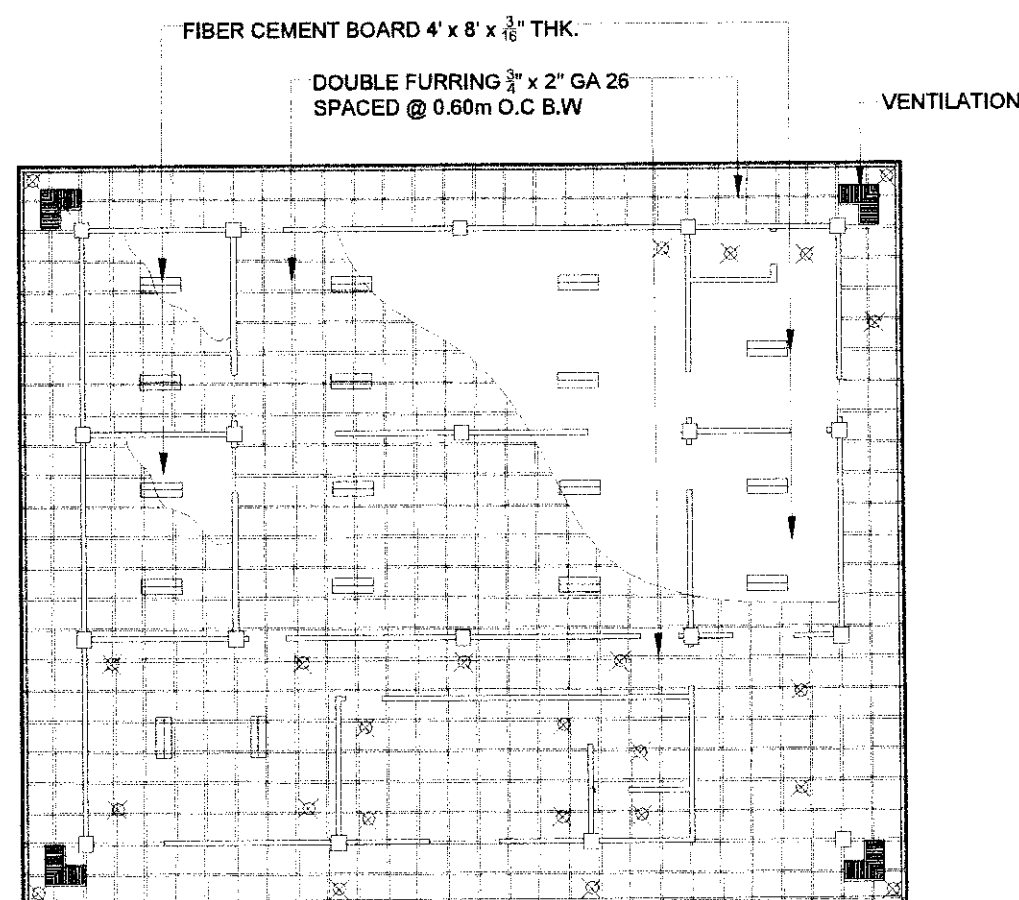 FIBER CEMENT BOARD 4' x 8' x 3/16" THK.
DOUBLE FURRING 3/4" x 2" GA 26
SPACED @ 0.60m O.C B.W
VENTILATION